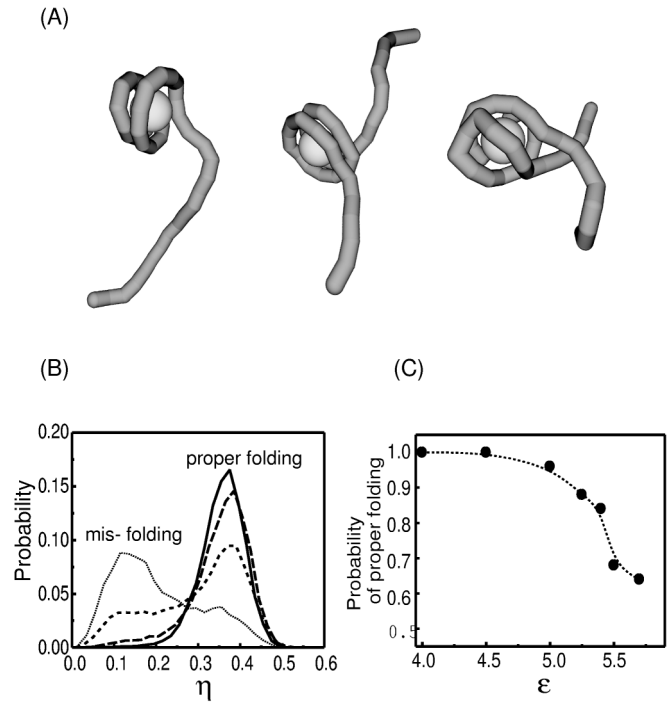 (A)
(B)
(C)
0.20
0.15
0.10
0.05
0.00
Probability
proper folding
mis- folding
0.0 0.1 0.2 0.3 0.4 0.5 0.6
η
1.0
0.9
0.8
0.7
0.6
0.5
Probability
of proper folding
4.0 4.5 5.0 5.5
ε